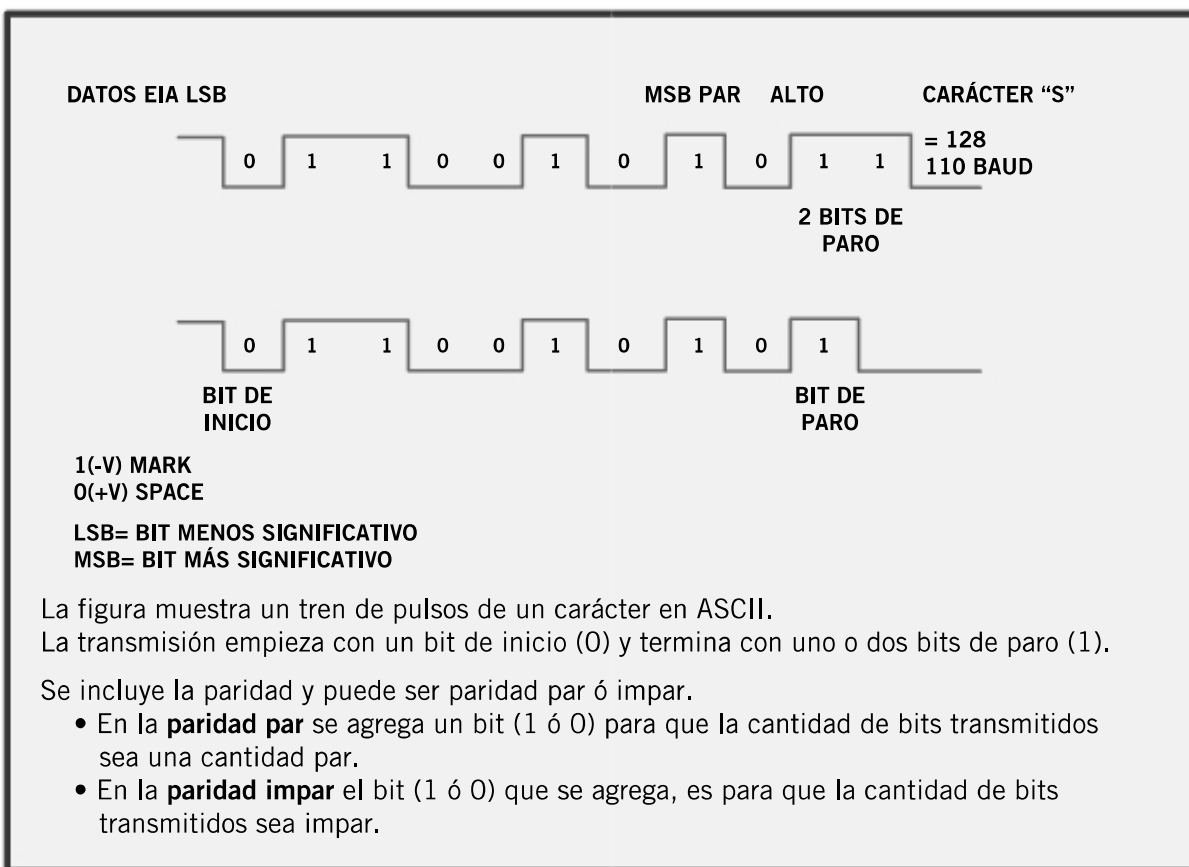 DATOS EIA LSB MSB PAR ALTO CARÁCTER “S”
0 1 1 0 0 1 0 1 0 1 1
= 128
110 BAUD
2 BITS DE
PARO
0 1 1 0 0 1 0 1 0 1
BIT DE
INICIO
BIT DE
PARO
1(-V) MARK
0(+V) SPACE
LSB= BIT MENOS SIGNIFICATIVO
MSB= BIT MÁS SIGNIFICATIVO
La figura muestra un tren de pulsos de un carácter en ASCII.
La transmisión empieza con un bit de inicio (0) y termina con uno o dos bits de paro (1).
Se incluye la paridad y puede ser paridad par ó impar.
• En la paridad par se agrega un bit (1 ó 0) para que la cantidad de bits transmitidos
sea una cantidad par.
• En la paridad impar el bit (1 ó 0) que se agrega, es para que la cantidad de bits
transmitidos sea impar.